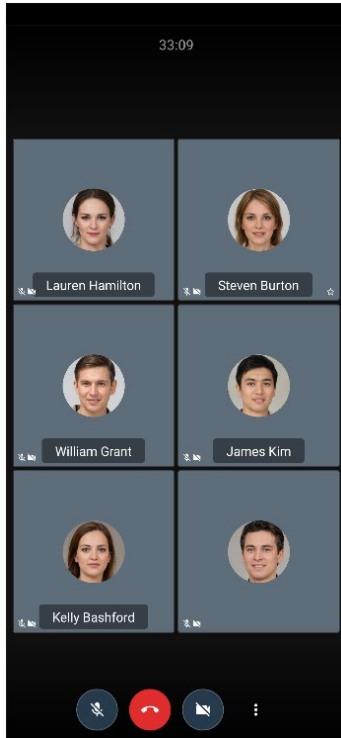 33:09
Lauren Hamilton
Steven Burton
William Grant
James Kim
Kelly Bashford